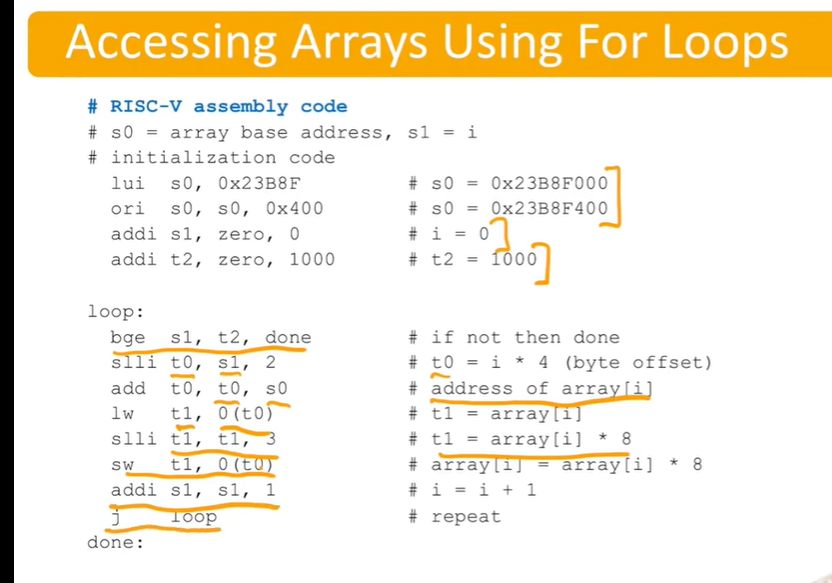 Accessing Arrays Using For Loops
# RISC-V assembly code
# s0 = array base address, s1 = i
# initialization code
lui s0, 0x23B8F # s0 = 0x23B8F000
ori s0, s0, 0x400 # s0 = 0x23B8F400
addi s1, zero, 0 # i = 0
addi t2, zero, 1000 # t2 = 1000
loop:
bge s1, t2, done # if not then done
slli t0, s1, 2 # t0 = i * 4 (byte offset)
add t0, t0, s0 # address of array[i]
lw t1, 0(t0) # t1 = array[i]
slli t1, t1, 3 # t1 = array[i] * 8
sw t1, 0(t0) # array[i] = array[i] * 8
addi s1, s1, 1 # i = i + 1
j loop # repeat
done: